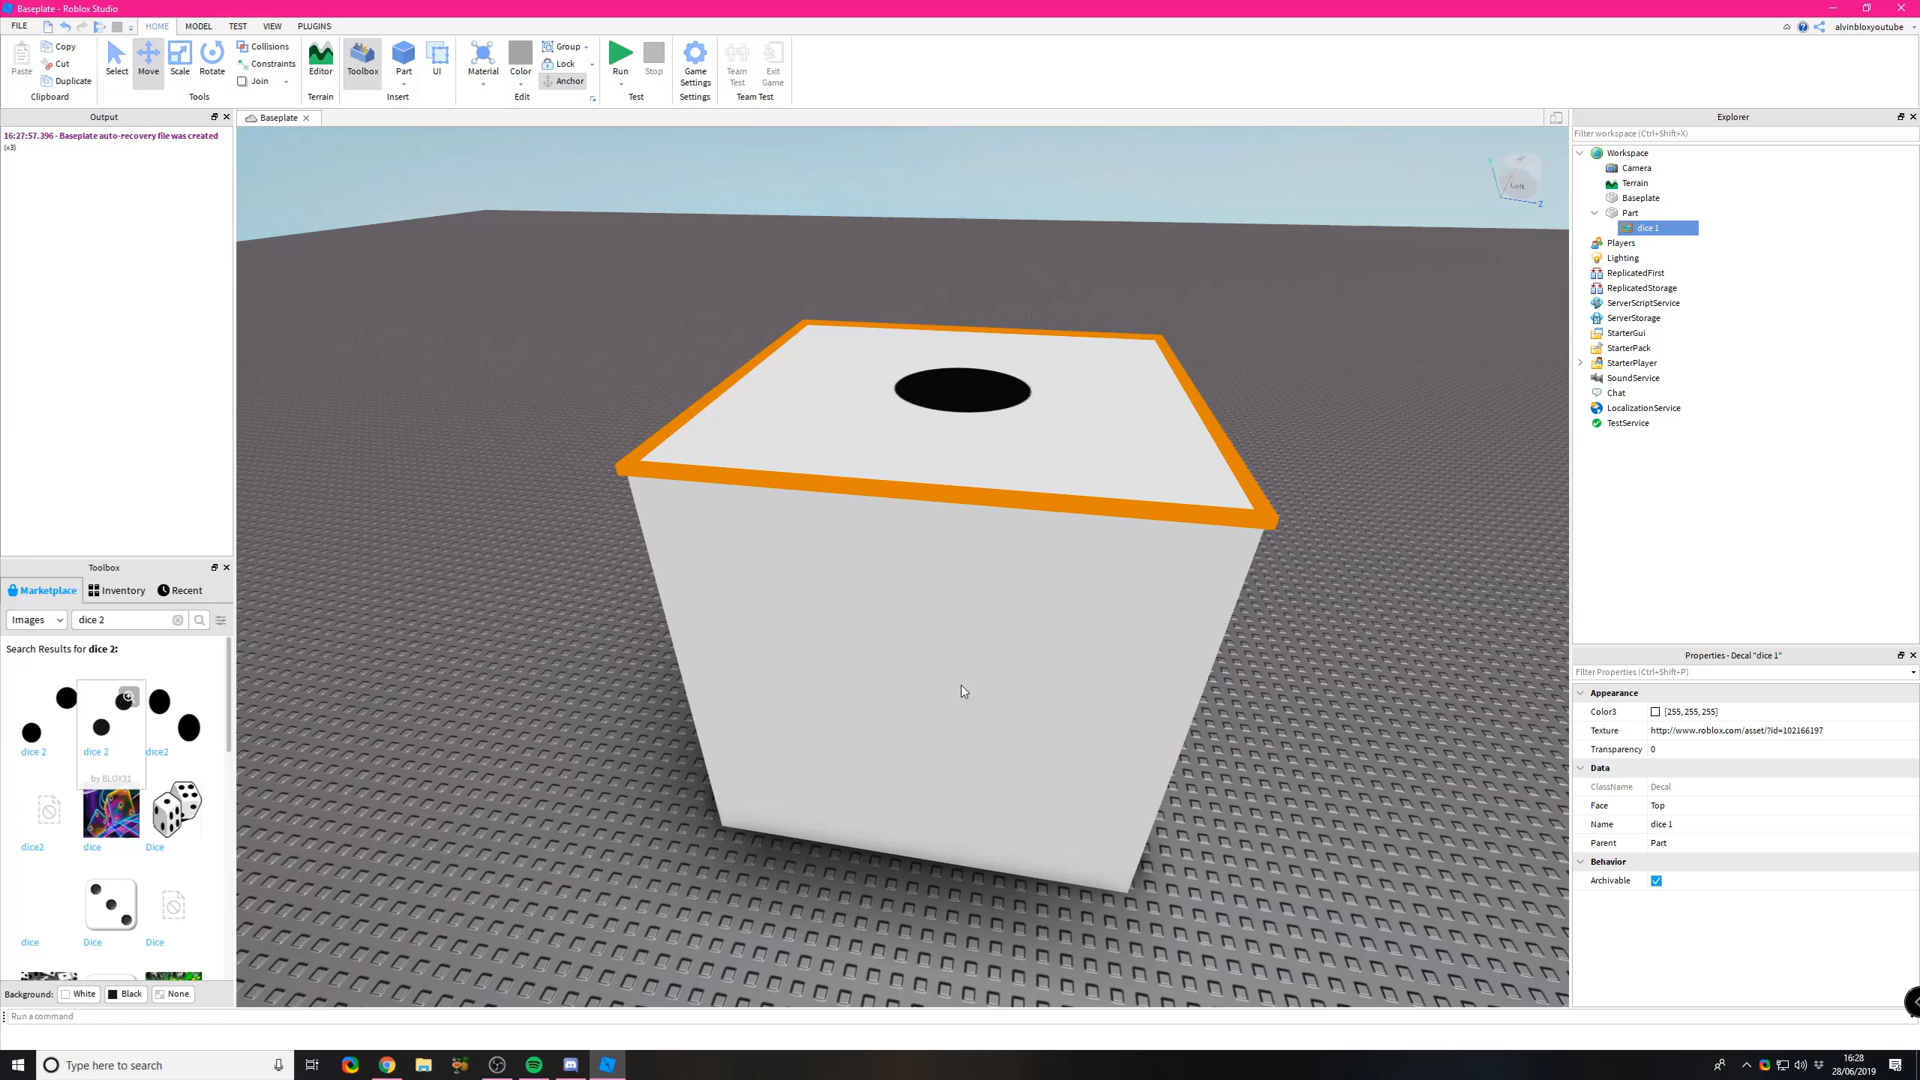 Baseplate - Roblox Studio
FILE HOME MODEL TEST VIEW PLUGINS alvinbloxyoutube
Paste Copy Cut Duplicate Clipboard
Select Move Scale Rotate Collisions Constraints Join Tools
Editor Terrain
Toolbox Part UI Insert
Material Color Group Lock Anchor Edit
Run Stop Test
Game Settings Settings
Team Test Exit Game Team Test
Output
16:27:57.396 - Baseplate auto-recovery file was created
(x3)
Baseplate
Left
Y
Z
Toolbox
Marketplace Inventory Recent
Images dice 2
Search Results for dice 2:
dice 2 dice 2 dice2
by BLOX31
dice2 dice Dice
dice Dice Dice
Background: White Black None
Run a command
Explorer
Filter workspace (Ctrl+Shift+X)
Workspace
Camera
Terrain
Baseplate
Part
dice 1
Players
Lighting
ReplicatedFirst
ReplicatedStorage
ServerScriptService
ServerStorage
StarterGui
StarterPack
StarterPlayer
SoundService
Chat
LocalizationService
TestService
Properties - Decal "dice 1"
Filter Properties (Ctrl+Shift+P)
Appearance
Color3 [255, 255, 255]
Texture http://www.roblox.com/asset/?id=102166197
Transparency 0
Data
ClassName Decal
Face Top
Name dice 1
Parent Part
Behavior
Archivable
Type here to search
16:28
28/06/2019